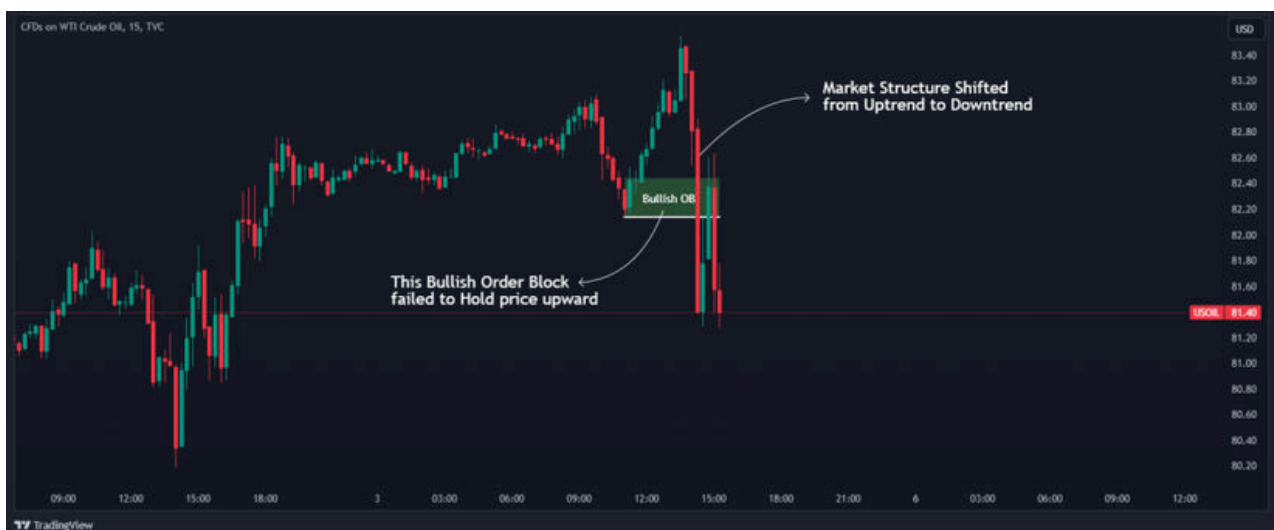 CFDs on WTI Crude Oil, 15, TVC
USD
83.40
83.20
Market Structure Shifted
from Uptrend to Downtrend
83.00
82.80
82.60
82.40
Bullish OB
82.20
82.00
81.80
This Bullish Order Block
failed to Hold price upward
81.60
USOIL 81.40
81.20
81.00
80.80
80.60
80.40
80.20
09:00 12:00 15:00 18:00 3 03:00 06:00 09:00 12:00 15:00 18:00 21:00 6 03:00 06:00 09:00 12:00
TradingView